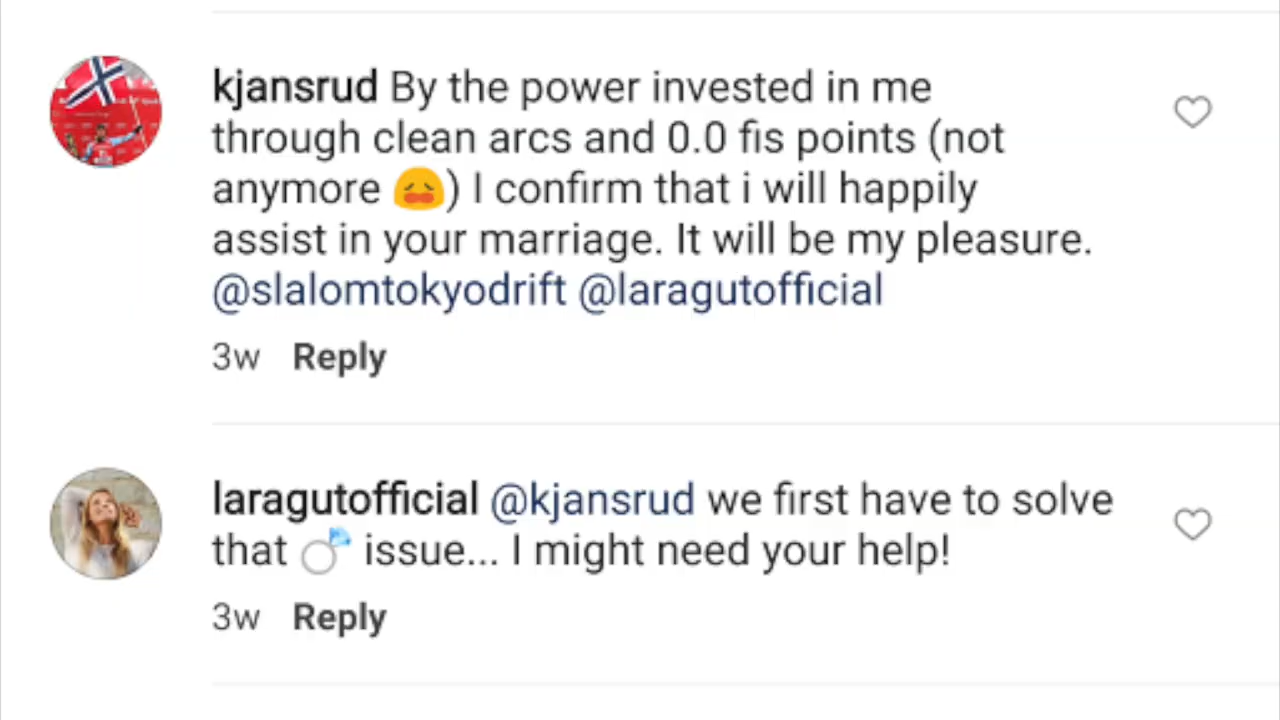 kjansrud By the power invested in me
through clean arcs and 0.0 fis points (not
anymore 😩) I confirm that i will happily
assist in your marriage. It will be my pleasure.
@slalomtokyodrift @laragutofficial
3w Reply
laragutofficial @kjansrud we first have to solve
that 💍 issue... I might need your help!
3w Reply